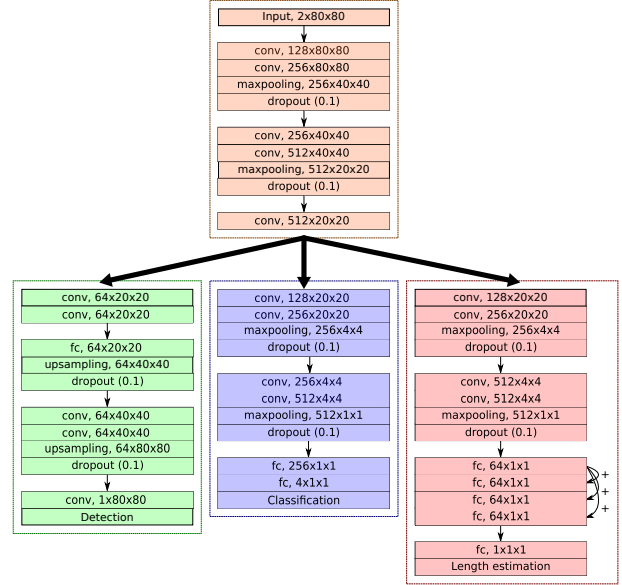 Input, 2x80x80
conv, 128x80x80
conv, 256x80x80
maxpooling, 256x40x40
dropout (0.1)
conv, 256x40x40
conv, 512x40x40
maxpooling, 512x20x20
dropout (0.1)
conv, 512x20x20
conv, 64x20x20
conv, 64x20x20
fc, 64x20x20
upsampling, 64x40x40
dropout (0.1)
conv, 64x40x40
conv, 64x40x40
upsampling, 64x80x80
dropout (0.1)
conv, 1x80x80
Detection
conv, 128x20x20
conv, 256x20x20
maxpooling, 256x4x4
dropout (0.1)
conv, 256x4x4
conv, 512x4x4
maxpooling, 512x1x1
dropout (0.1)
fc, 256x1x1
fc, 4x1x1
Classification
conv, 128x20x20
conv, 256x20x20
maxpooling, 256x4x4
dropout (0.1)
conv, 512x4x4
conv, 512x4x4
maxpooling, 512x1x1
dropout (0.1)
fc, 64x1x1
+
fc, 64x1x1
+
fc, 64x1x1
+
fc, 64x1x1
fc, 1x1x1
Length estimation